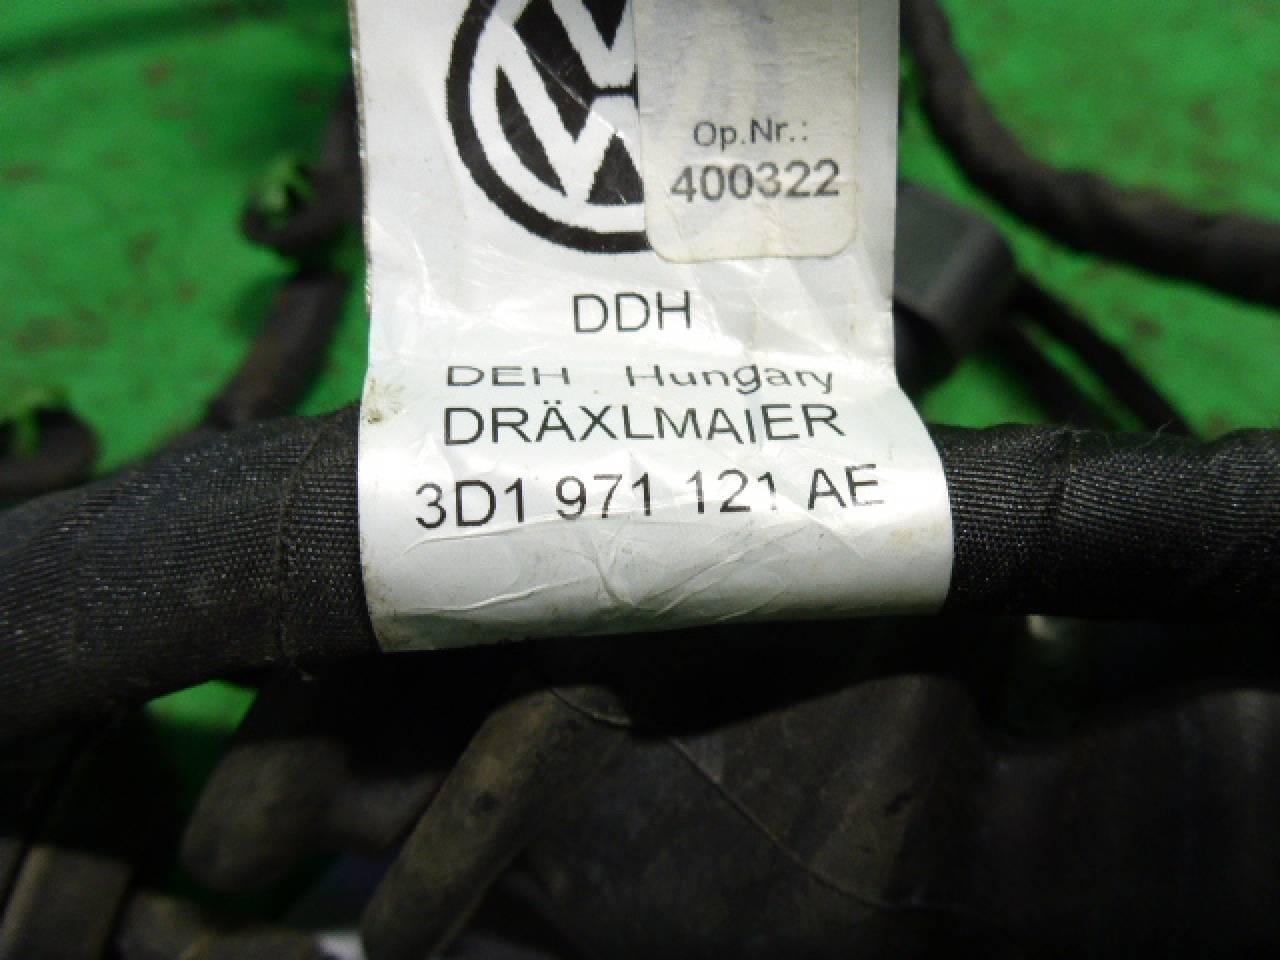 Op.Nr.:
400322
DDH
DEH Hungary
DRÄXLMAIER
3D1 971 121 AE